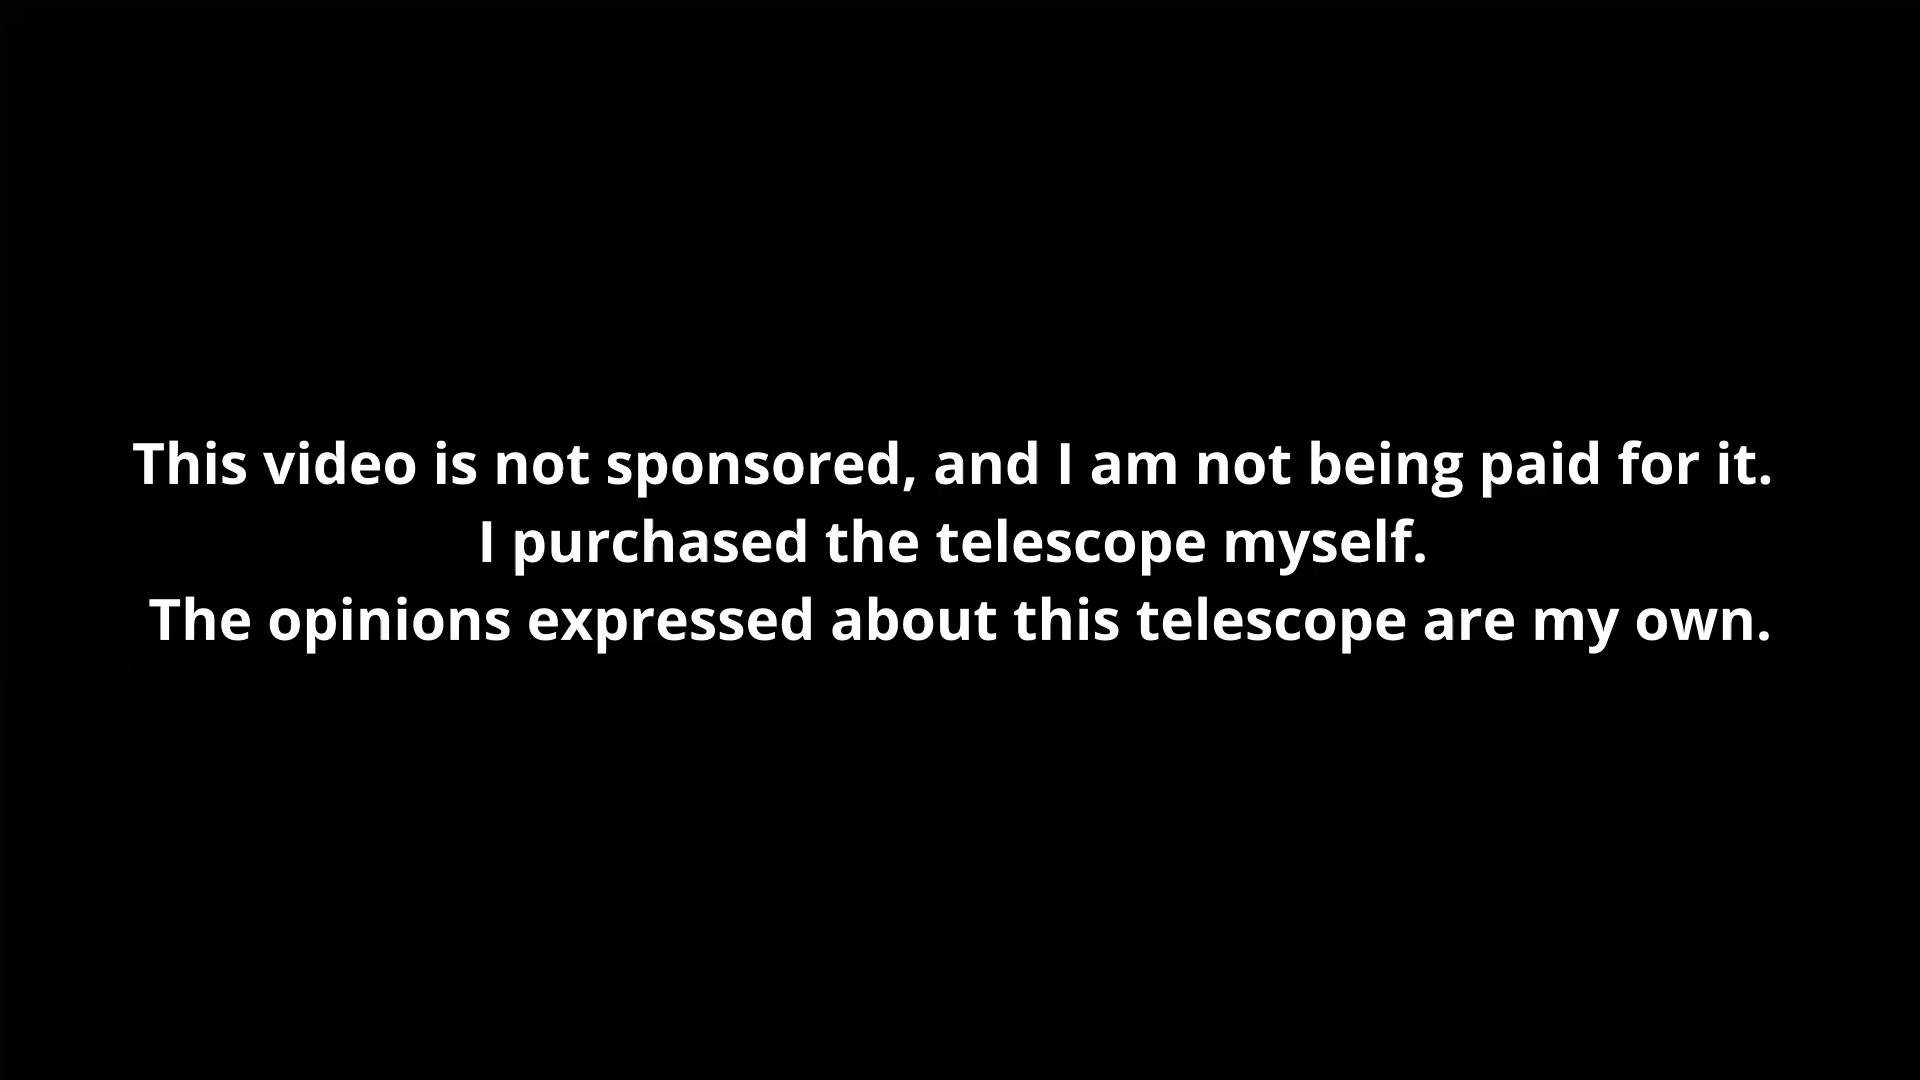 This video is not sponsored, and I am not being paid for it.
I purchased the telescope myself.
The opinions expressed about this telescope are my own.